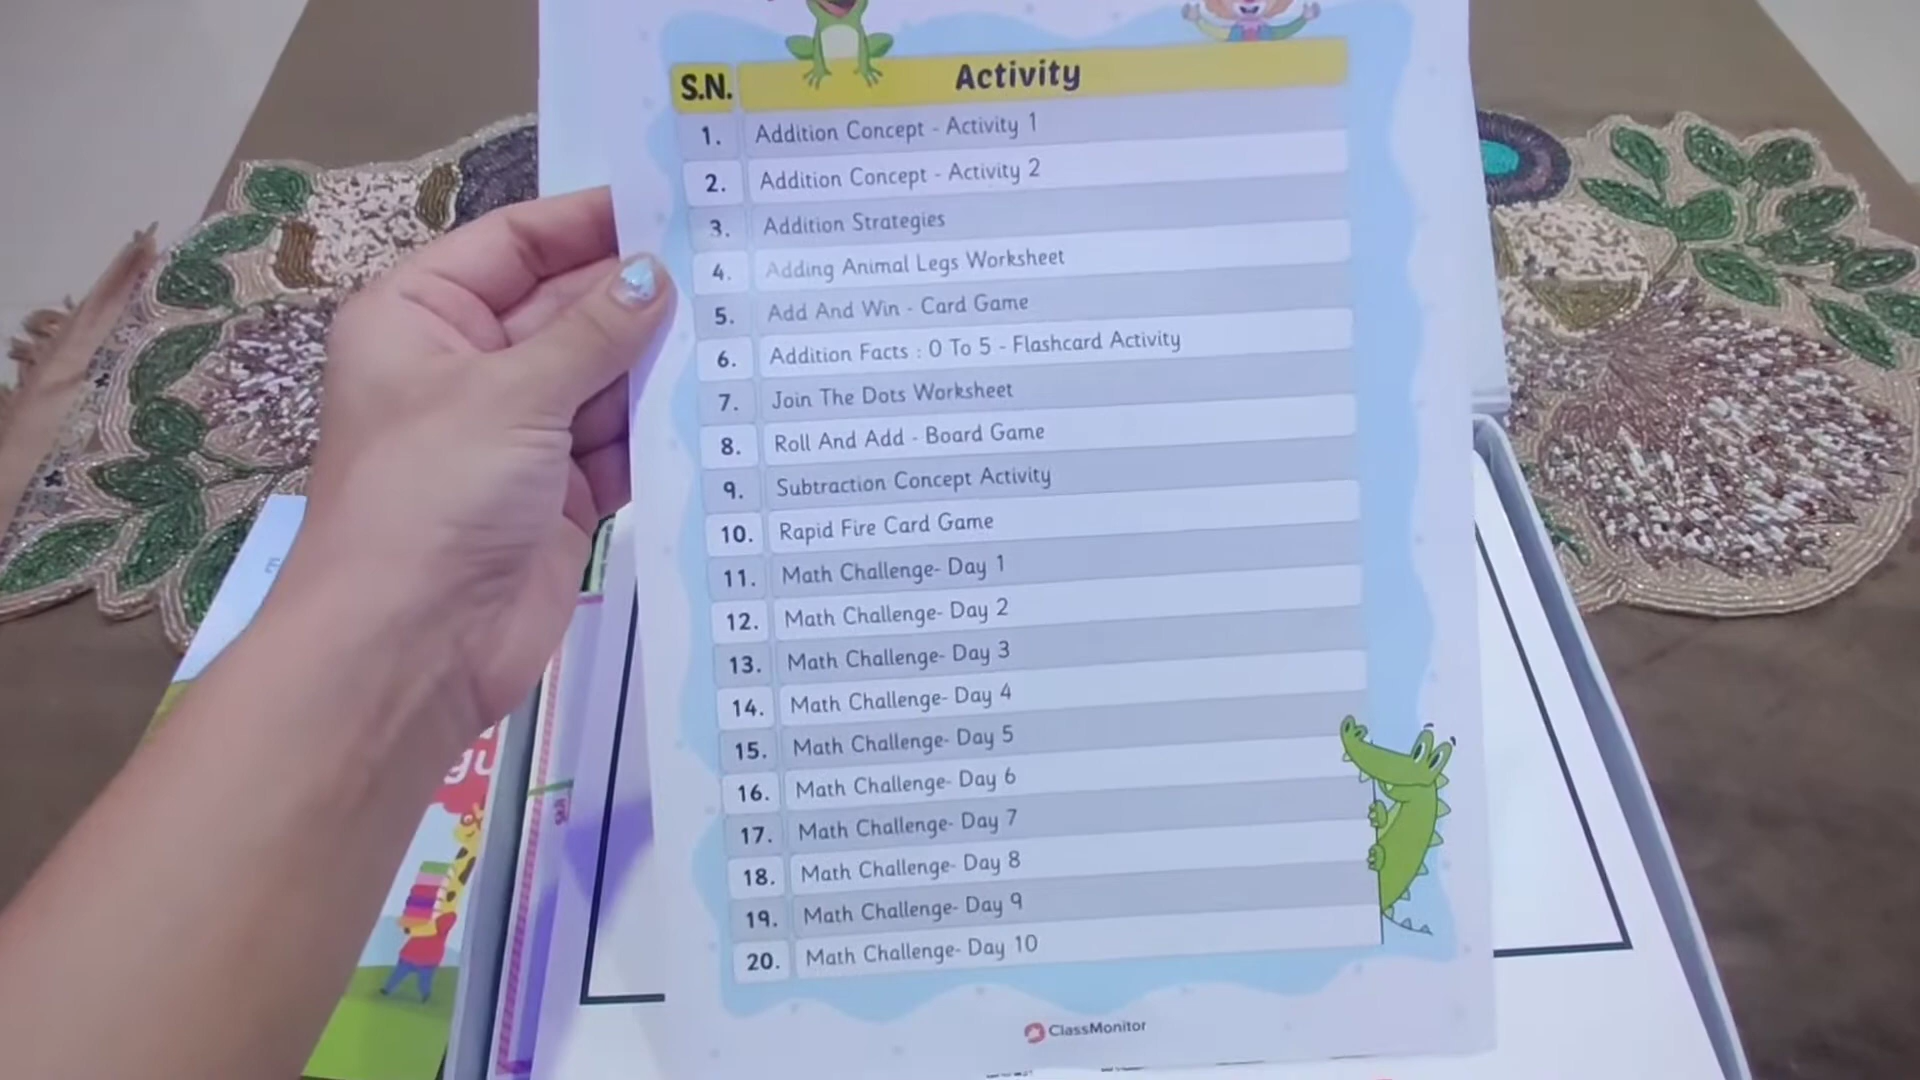 S.N. Activity
1. Addition Concept - Activity 1
2. Addition Concept - Activity 2
3. Addition Strategies
4. Adding Animal Legs Worksheet
5. Add And Win - Card Game
6. Addition Facts : 0 To 5 - Flashcard Activity
7. Join The Dots Worksheet
8. Roll And Add - Board Game
9. Subtraction Concept Activity
10. Rapid Fire Card Game
11. Math Challenge- Day 1
12. Math Challenge- Day 2
13. Math Challenge- Day 3
14. Math Challenge- Day 4
15. Math Challenge- Day 5
16. Math Challenge- Day 6
17. Math Challenge- Day 7
18. Math Challenge- Day 8
19. Math Challenge- Day 9
20. Math Challenge- Day 10
ClassMonitor